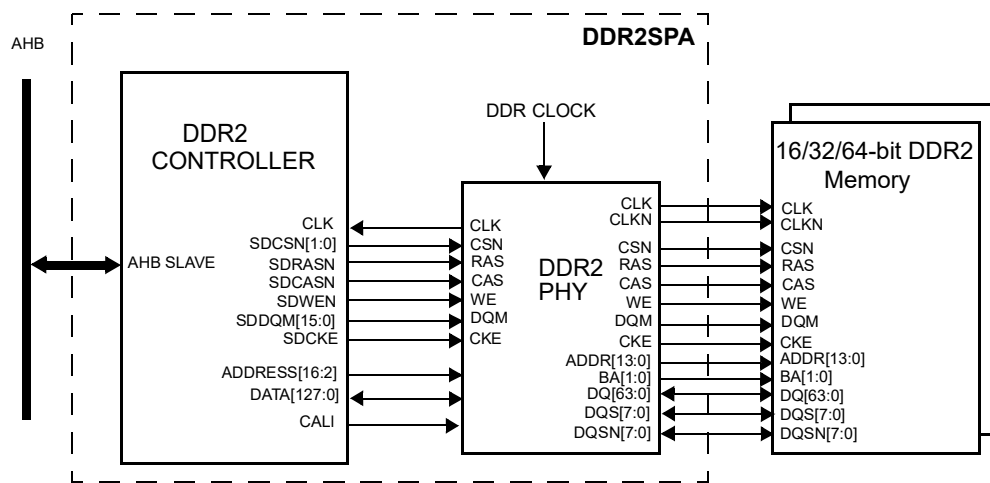 AHB
DDR2SPA
DDR2
CONTROLLER
AHB SLAVE
CLK
SDCSN[1:0]
SDRASN
SDCASN
SDWEN
SDDQM[15:0]
SDCKE
ADDRESS[16:2]
DATA[127:0]
CALI
DDR CLOCK
CLK
CSN
RAS
CAS
WE
DQM
CKE
DDR2
PHY
CLK
CLKN
CSN
RAS
CAS
WE
DQM
CKE
ADDR[13:0]
BA[1:0]
DQ[63:0]
DQS[7:0]
DQSN[7:0]
16/32/64-bit DDR2
Memory
CLK
CLKN
CSN
RAS
CAS
WE
DQM
CKE
ADDR[13:0]
BA[1:0]
DQ[63:0]
DQS[7:0]
DQSN[7:0]